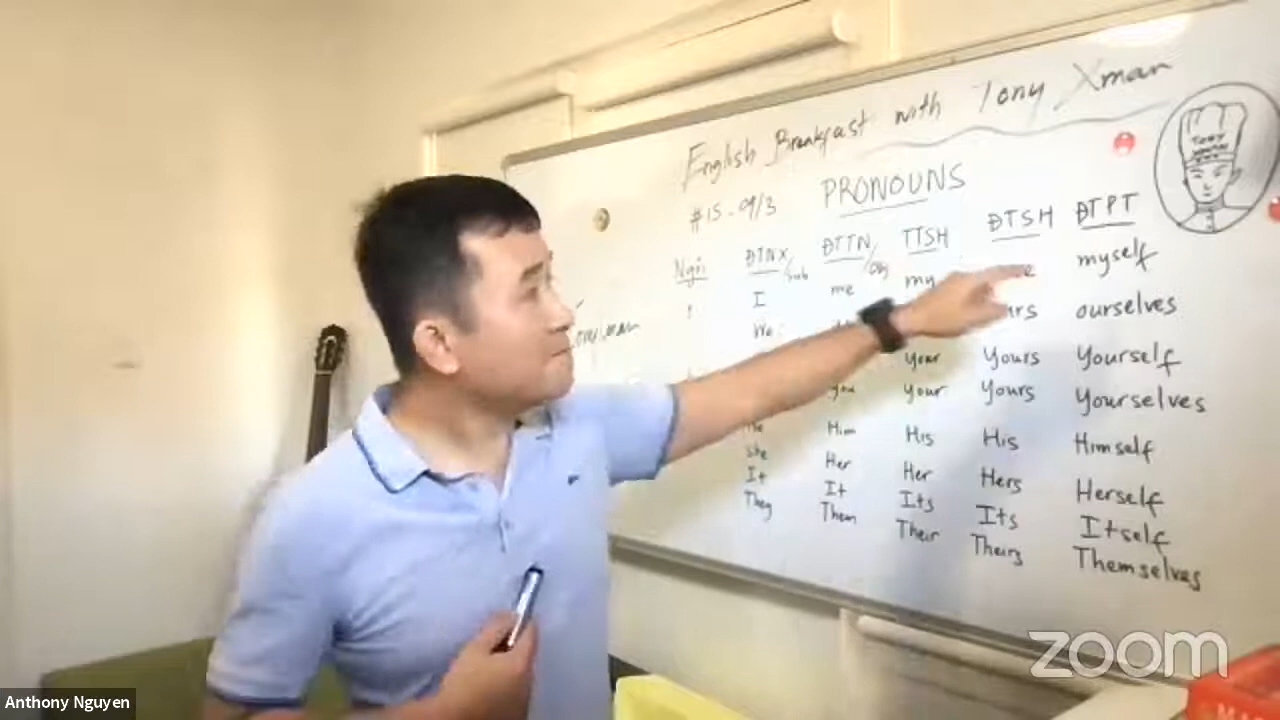 English Breakfast with Tony Xman
TONY
#15 - 09/3 PRONOUNS
Ngôi ĐTNX/sub ĐTTN/obj TTSH ĐTSH ĐTPT
1 I me my myself
We ourselves
your Yours Yourself
you your Yours Yourselves
He Him His His Himself
She Her Her Hers Herself
It It Its Its Itself
They Them Their Theirs Themselves
zoom
Anthony Nguyen